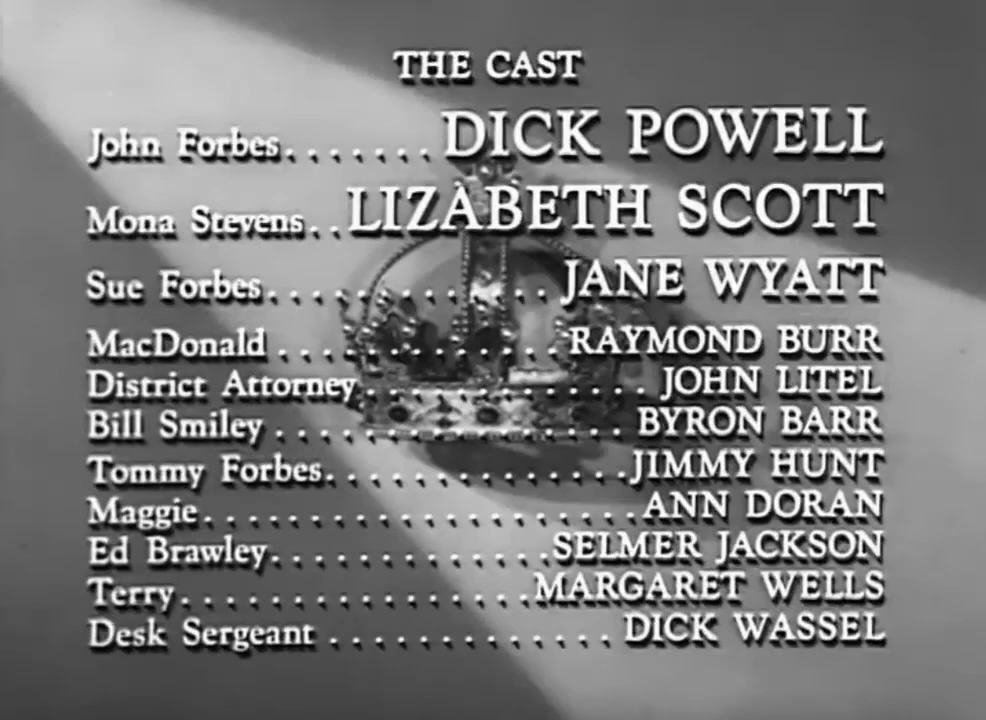 THE CAST
John Forbes.......DICK POWELL
Mona Stevens..LIZABETH SCOTT
Sue Forbes.............JANE WYATT
MacDonald.............RAYMOND BURR
District Attorney.............JOHN LITEL
Bill Smiley.................BYRON BARR
Tommy Forbes..............JIMMY HUNT
Maggie....................ANN DORAN
Ed Brawley.............SELMER JACKSON
Terry................MARGARET WELLS
Desk Sergeant.............DICK WASSEL